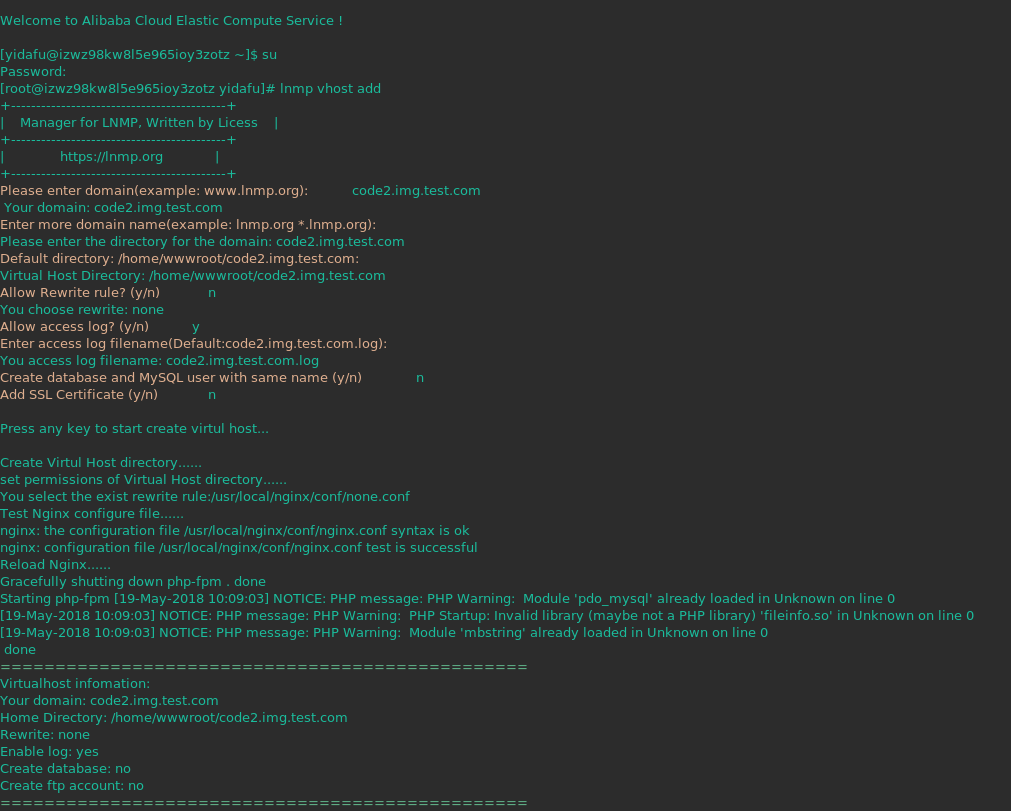 Welcome to Alibaba Cloud Elastic Compute Service !
[yidafu@izwz98kw8l5e965ioy3zotz ~]$ su
Password:
[root@izwz98kw8l5e965ioy3zotz yidafu]# lnmp vhost add
+-------------------------------------------+
|    Manager for LNMP, Written by Licess    |
+-------------------------------------------+
|              https://lnmp.org             |
+-------------------------------------------+
Please enter domain(example: www.lnmp.org): code2.img.test.com
Your domain: code2.img.test.com
Enter more domain name(example: lnmp.org *.lnmp.org):
Please enter the directory for the domain: code2.img.test.com
Default directory: /home/wwwroot/code2.img.test.com:
Virtual Host Directory: /home/wwwroot/code2.img.test.com
Allow Rewrite rule? (y/n) n
You choose rewrite: none
Allow access log? (y/n) y
Enter access log filename(Default:code2.img.test.com.log):
You access log filename: code2.img.test.com.log
Create database and MySQL user with same name (y/n) n
Add SSL Certificate (y/n) n
Press any key to start create virtul host...
Create Virtul Host directory......
set permissions of Virtual Host directory......
You select the exist rewrite rule:/usr/local/nginx/conf/none.conf
Test Nginx configure file......
nginx: the configuration file /usr/local/nginx/conf/nginx.conf syntax is ok
nginx: configuration file /usr/local/nginx/conf/nginx.conf test is successful
Reload Nginx......
Gracefully shutting down php-fpm . done
Starting php-fpm [19-May-2018 10:09:03] NOTICE: PHP message: PHP Warning:  Module 'pdo_mysql' already loaded in Unknown on line 0
[19-May-2018 10:09:03] NOTICE: PHP message: PHP Warning:  PHP Startup: Invalid library (maybe not a PHP library) 'fileinfo.so' in Unknown on line 0
[19-May-2018 10:09:03] NOTICE: PHP message: PHP Warning:  Module 'mbstring' already loaded in Unknown on line 0
done
================================================
Virtualhost infomation:
Your domain: code2.img.test.com
Home Directory: /home/wwwroot/code2.img.test.com
Rewrite: none
Enable log: yes
Create database: no
Create ftp account: no
================================================